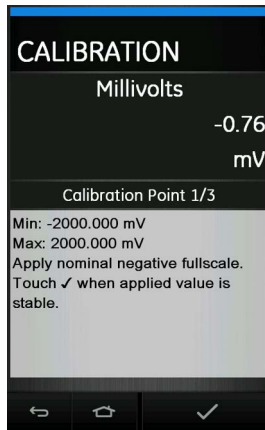 CALIBRATION
Millivolts
-0.76
mV
Calibration Point 1/3
Min: -2000.000 mV
Max: 2000.000 mV
Apply nominal negative fullscale.
Touch ✓ when applied value is
stable.